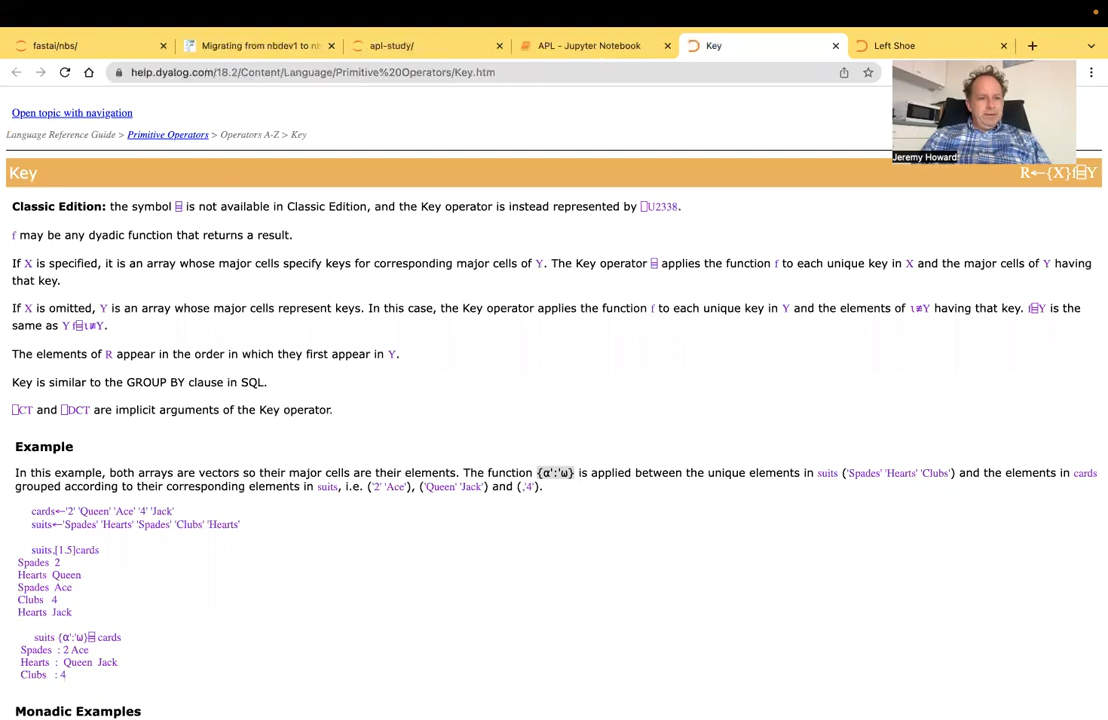 fastai/nbs/
Migrating from nbdev1 to nb
apl-study/
APL - Jupyter Notebook
Key
Left Shoe
help.dyalog.com/18.2/Content/Language/Primitive%20Operators/Key.htm
Open topic with navigation
Language Reference Guide > Primitive Operators > Operators A-Z > Key
Jeremy Howard
Key
R←{X}f⌸Y
Classic Edition: the symbol ⌸ is not available in Classic Edition, and the Key operator is instead represented by ⎕U2338.
f may be any dyadic function that returns a result.
If X is specified, it is an array whose major cells specify keys for corresponding major cells of Y. The Key operator ⌸ applies the function f to each unique key in X and the major cells of Y having
that key.
If X is omitted, Y is an array whose major cells represent keys. In this case, the Key operator applies the function f to each unique key in Y and the elements of ⍳≢Y having that key. f⌸Y is the
same as Y f⌸⍳≢Y.
The elements of R appear in the order in which they first appear in Y.
Key is similar to the GROUP BY clause in SQL.
⎕CT and ⎕DCT are implicit arguments of the Key operator.
Example
In this example, both arrays are vectors so their major cells are their elements. The function {⍺':'⍵} is applied between the unique elements in suits ('Spades' 'Hearts' 'Clubs') and the elements in cards
grouped according to their corresponding elements in suits, i.e. ('2' 'Ace'), ('Queen' 'Jack') and (,'4').
cards←'2' 'Queen' 'Ace' '4' 'Jack'
suits←'Spades' 'Hearts' 'Spades' 'Clubs' 'Hearts'
suits,[1.5]cards
Spades 2
Hearts Queen
Spades Ace
Clubs 4
Hearts Jack
suits {⍺':'⍵}⌸ cards
Spades : 2 Ace
Hearts : Queen Jack
Clubs : 4
Monadic Examples